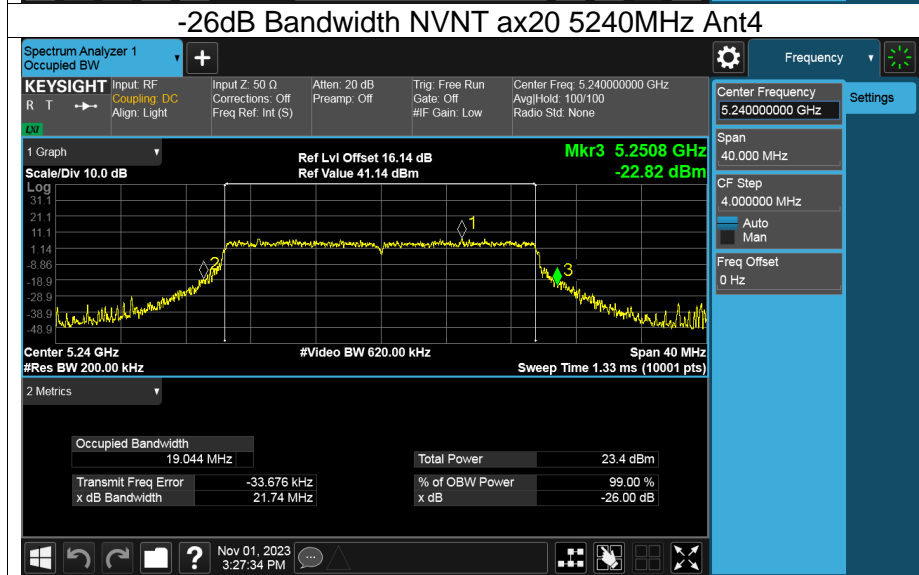 -26dB Bandwidth NVNT ax20 5240MHz Ant4
Spectrum Analyzer 1
Occupied BW
+
Frequency
KEYSIGHT
R T
LXI
Input: RF
Coupling: DC
Align: Light
Input Z: 50 Ω
Corrections: Off
Freq Ref: Int (S)
Atten: 20 dB
Preamp: Off
Trig: Free Run
Gate: Off
#IF Gain: Low
Center Freq: 5.240000000 GHz
Avg|Hold: 100/100
Radio Std: None
Center Frequency
5.240000000 GHz
Settings
Span
40.000 MHz
CF Step
4.000000 MHz
Auto
Man
Freq Offset
0 Hz
1 Graph
Scale/Div 10.0 dB
Ref Lvl Offset 16.14 dB
Ref Value 41.14 dBm
Mkr3 5.2508 GHz
-22.82 dBm
Log
31.1
21.1
11.1
1.14
-8.86
-18.9
-28.9
-38.9
-48.9
1
2
3
Center 5.24 GHz
#Video BW 620.00 kHz
Span 40 MHz
#Res BW 200.00 kHz
Sweep Time 1.33 ms (10001 pts)
2 Metrics
Occupied Bandwidth
19.044 MHz
Total Power 23.4 dBm
Transmit Freq Error -33.676 kHz
% of OBW Power 99.00 %
x dB Bandwidth 21.74 MHz
x dB -26.00 dB
?
Nov 01, 2023
3:27:34 PM